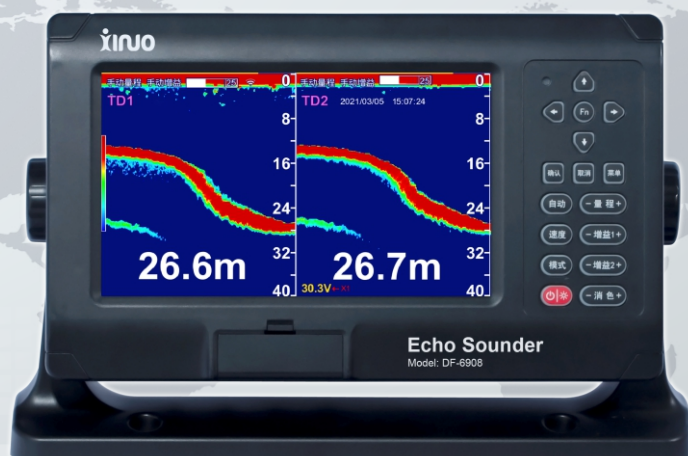 XINUO
手动量程 手动增益 25 0
手动量程 手动增益 25 0
TD1
TD2 2021/03/05 15:07:24
8 8
Fn
16 16
确认 取消 菜单
24 24
自动 - 量 程 +
速度 - 增益1 +
32 32
26.6m 26.7m
模式 - 增益2 +
40 30.3V ←X1 40
- 消 色 +
Echo Sounder
Model: DF-6908